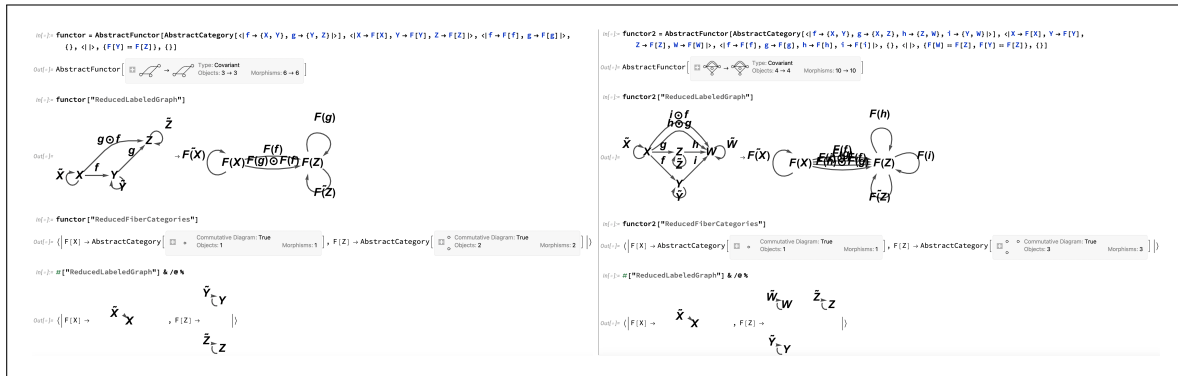 In[-]:= functor = AbstractFunctor[AbstractCategory[<|f → {X, Y}, g → {Y, Z}|>], <|X → F[X], Y → F[Y], Z → F[Z]|>, <|f → F[f], g → F[g]|>,
{}, <||>, {F[Y] == F[Z]}, {}]
Out[-]= AbstractFunctor[ Type: Covariant
Objects: 3 → 3 Morphisms: 6 → 6 ]
In[-]:= functor["ReducedLabeledGraph"]
Out[-]=
g⊙f
Z̃
Z
g
X̃
X
f
Y
Ỹ
→
F(X̃)
F(X)
F(f)
F(g)⊙F(f)
F(Z)
F(g)
F(Z̃)
In[-]:= functor["ReducedFiberCategories"]
Out[-]= <|F[X] → AbstractCategory[ Commutative Diagram: True
Objects: 1 Morphisms: 1 ], F[Z] → AbstractCategory[ Commutative Diagram: True
Objects: 2 Morphisms: 2 ]|>
In[-]:= #["ReducedLabeledGraph"] & /@ %
Out[-]= <|F[X] → X̃ X , F[Z] → Ỹ Y
Z̃ Z |>
In[-]:= functor2 = AbstractFunctor[AbstractCategory[<|f → {X, Y}, g → {X, Z}, h → {Z, W}, i → {Y, W}|>], <|X → F[X], Y → F[Y],
Z → F[Z], W → F[W]|>, <|f → F[f], g → F[g], h → F[h], i → F[i]|>, {}, <||>, {F[W] == F[Z], F[Y] == F[Z]}, {}]
Out[-]= AbstractFunctor[ Type: Covariant
Objects: 4 → 4 Morphisms: 10 → 10 ]
In[-]:= functor2["ReducedLabeledGraph"]
Out[-]=
i⊙f
h⊙g
X̃
X
g
Z
h
W
W̃
f
Z̃
i
Y
Ỹ
→
F(X̃)
F(X)
F(f)
F(Z)
F(h)
F(i)
F(Z̃)
In[-]:= functor2["ReducedFiberCategories"]
Out[-]= <|F[X] → AbstractCategory[ Commutative Diagram: True
Objects: 1 Morphisms: 1 ], F[Z] → AbstractCategory[ Commutative Diagram: True
Objects: 3 Morphisms: 3 ]|>
In[-]:= #["ReducedLabeledGraph"] & /@ %
Out[-]= <|F[X] → X̃ X , F[Z] → W̃ W Z̃ Z
Ỹ Y |>